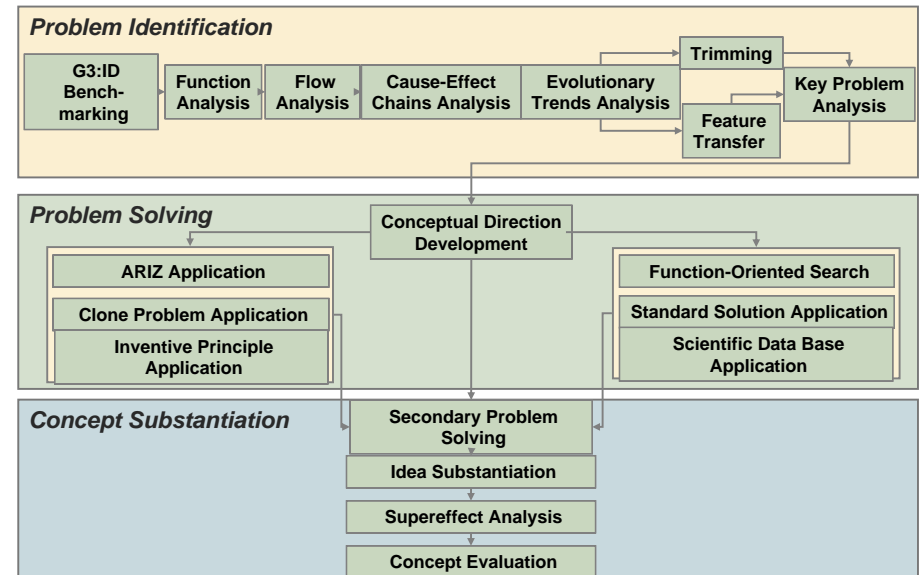 Problem Identification
G3:ID
Bench-
marking
Function
Analysis
Flow
Analysis
Cause-Effect
Chains Analysis
Evolutionary
Trends Analysis
Trimming
Feature
Transfer
Key Problem
Analysis
Problem Solving
Conceptual Direction
Development
ARIZ Application
Clone Problem Application
Inventive Principle
Application
Function-Oriented Search
Standard Solution Application
Scientific Data Base
Application
Concept Substantiation
Secondary Problem
Solving
Idea Substantiation
Supereffect Analysis
Concept Evaluation